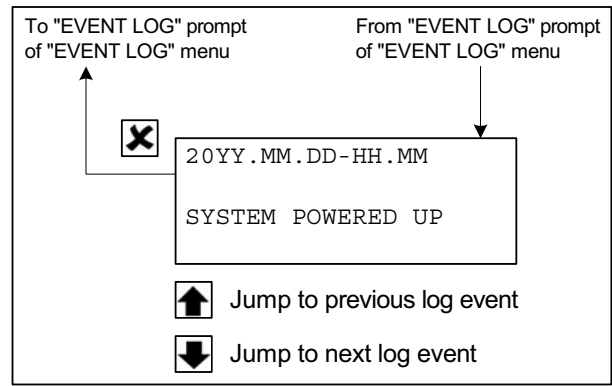 To "EVENT LOG" prompt
of "EVENT LOG" menu
From "EVENT LOG" prompt
of "EVENT LOG" menu
20YY.MM.DD-HH.MM
SYSTEM POWERED UP
Jump to previous log event
Jump to next log event